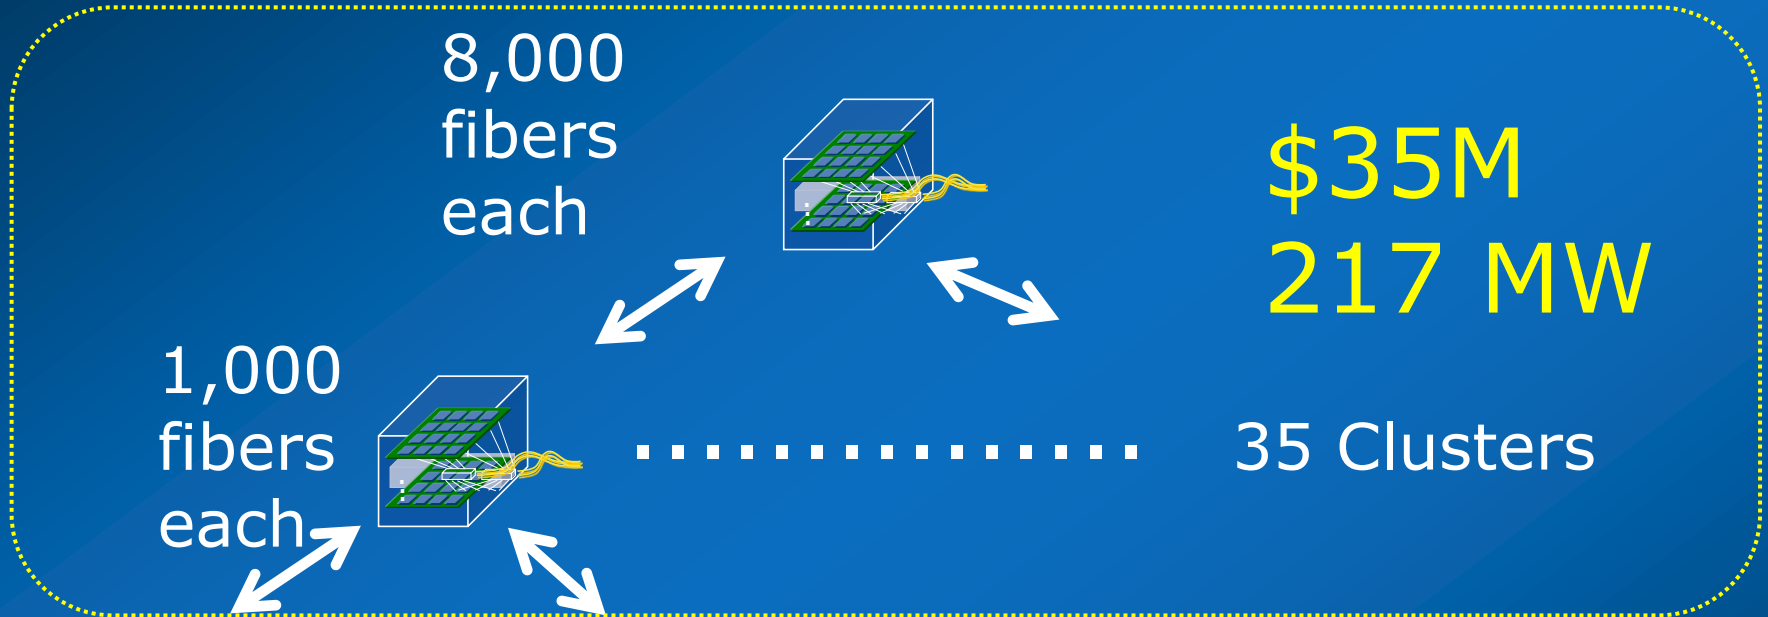 8,000
fibers
each
$35M
217 MW
1,000
fibers
each
35 Clusters